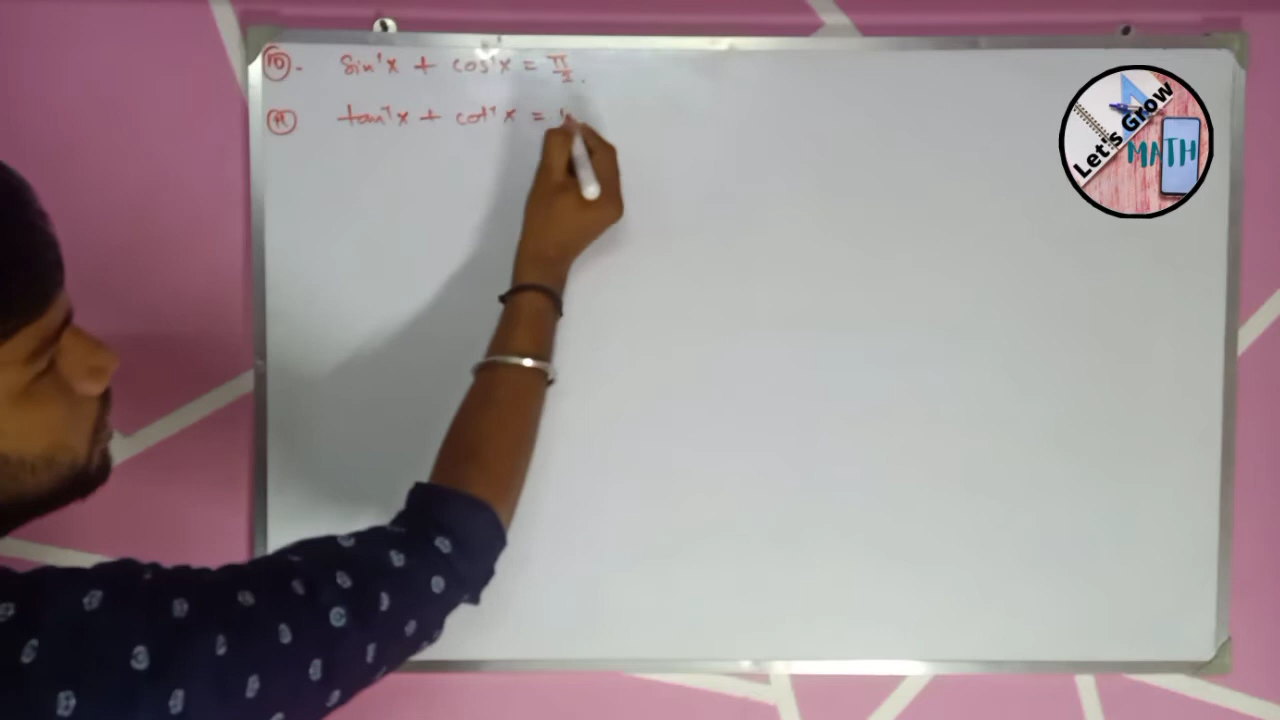 ⑩. sin⁻¹x + cos⁻¹x = π/2.
⑪ tan⁻¹x + cot⁻¹x =
Let's Grow
MATH